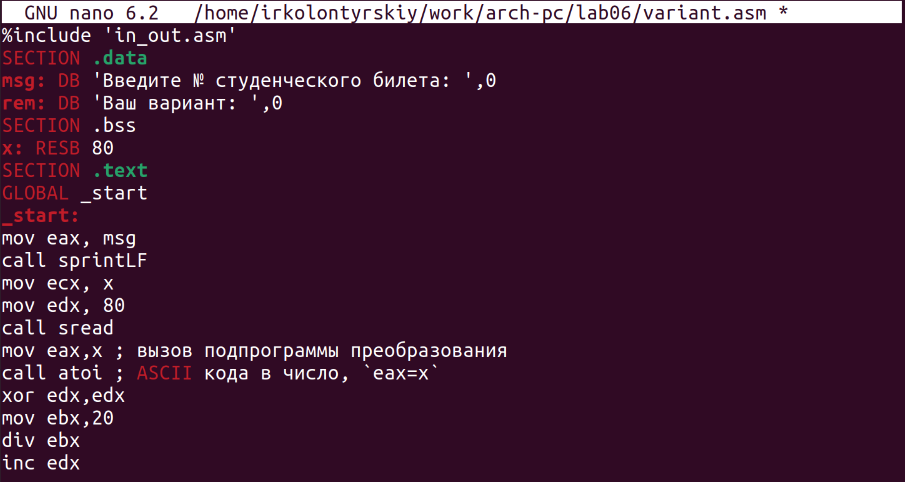 GNU nano 6.2 /home/irkolontyrskiy/work/arch-pc/lab06/variant.asm *
%include 'in_out.asm'
SECTION .data
msg: DB 'Введите № студенческого билета: ',0
rem: DB 'Ваш вариант: ',0
SECTION .bss
x: RESB 80
SECTION .text
GLOBAL _start
_start:
mov eax, msg
call sprintLF
mov ecx, x
mov edx, 80
call sread
mov eax,x ; вызов подпрограммы преобразования
call atoi ; ASCII кода в число, `eax=x`
xor edx,edx
mov ebx,20
div ebx
inc edx